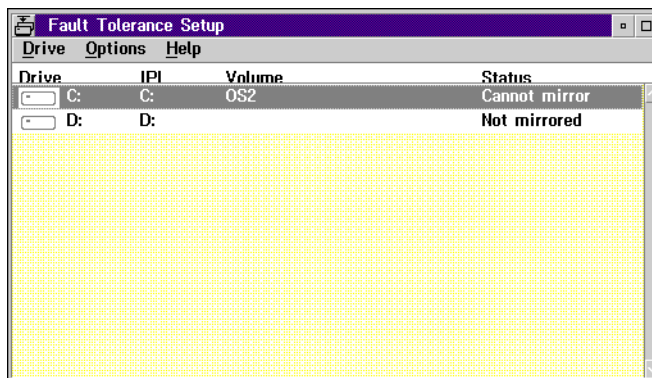 Fault Tolerance Setup
Drive Options Help
Drive IPL Volume Status
C: C: OS2 Cannot mirror
D: D: Not mirrored